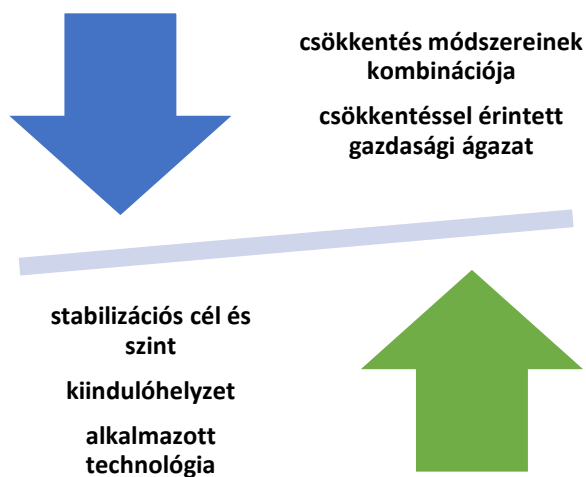 csökkentés módszereinek
kombinációja
csökkentéssel érintett
gazdasági ágazat
stabilizációs cél és
szint
kiindulóhelyzet
alkalmazott
technológia